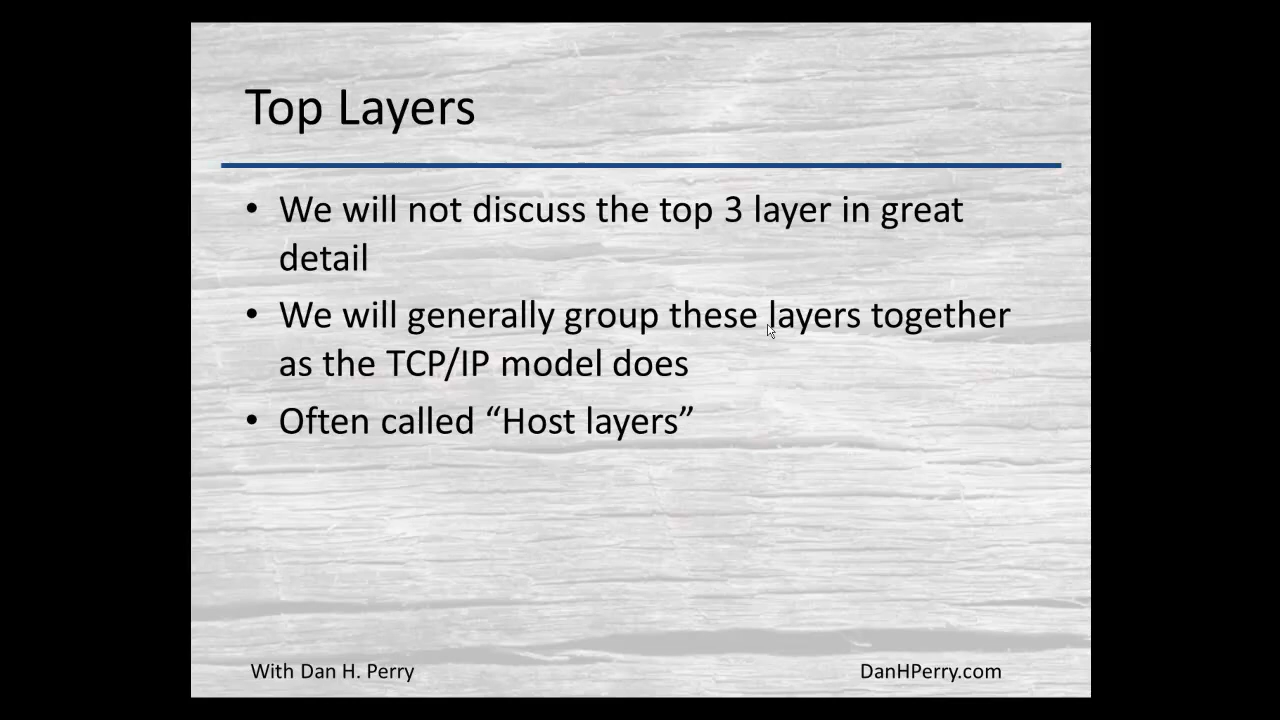 Top Layers
• We will not discuss the top 3 layer in great
detail
• We will generally group these layers together
as the TCP/IP model does
• Often called “Host layers”
With Dan H. Perry
DanHPerry.com